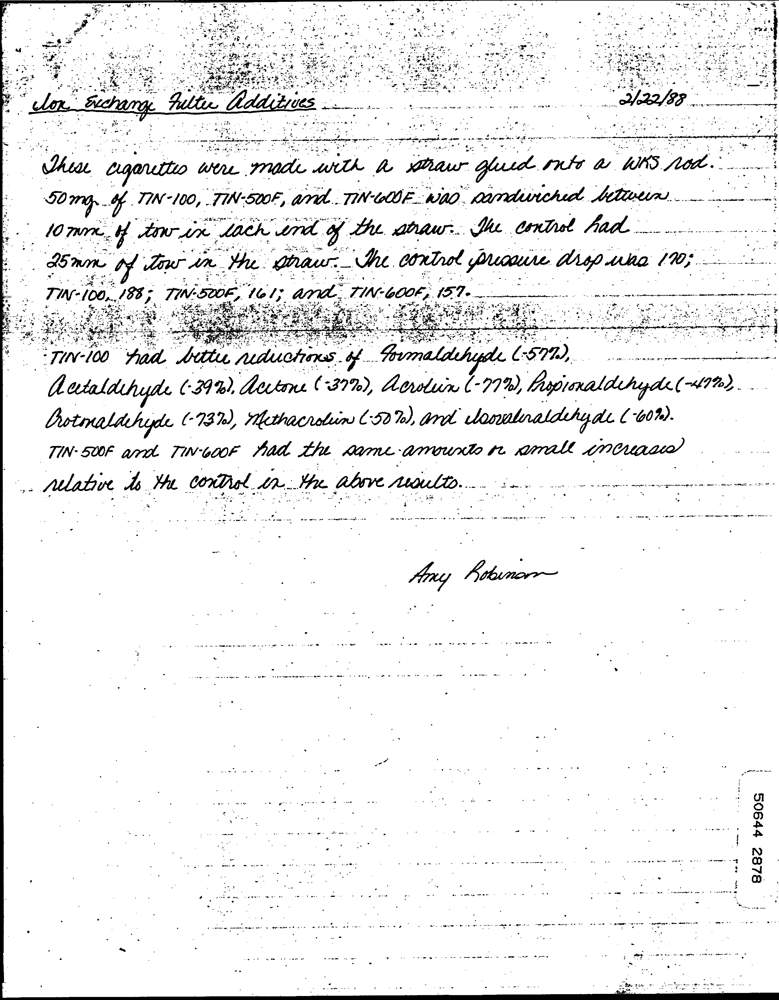 Ion Exchange Filter Additives 2/22/88
These cigarettes were made with a straw glued onto a WKS rod.
50 mg of TIN-100, TIN-500F, and TIN-600F was sandwiched between
10 mm of tow in each end of the straw. The control had
25 mm of tow in the straw. The control pressure drop was 170;
TIN-100, 188; TIN-500F, 161; and TIN-600F, 157.
TIN-100 had better reductions of Formaldehyde (-57%),
Acetaldehyde (-39%), Acetone (-37%), Acrolein (-77%), Propionaldehyde (-47%),
Crotonaldehyde (-73%), Methacrolein (-50%), and Isovaleraldehyde (-60%).
TIN-500F and TIN-600F had the same amounts or small increases
relative to the control in the above results.
Amy Robinson
50644 2878